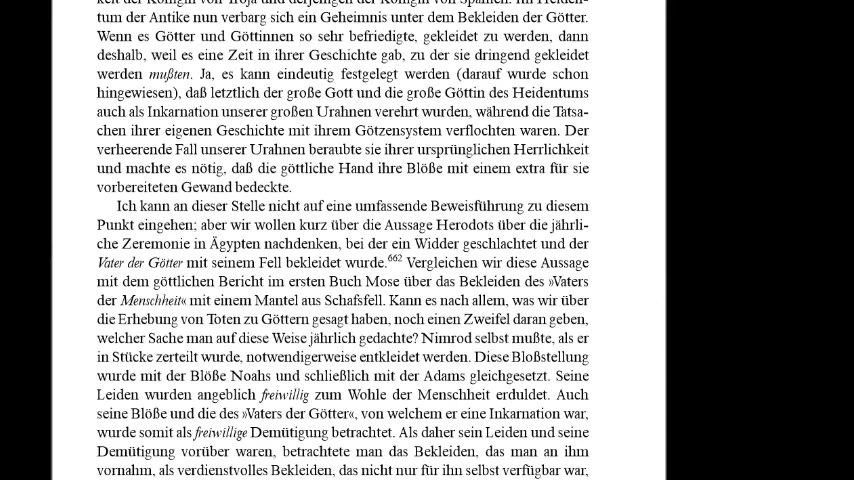 keit der Königin von Troja und derjenigen der Königin von Spanien. Im Heiden-
tum der Antike nun verbarg sich ein Geheimnis unter dem Bekleiden der Götter.
Wenn es Götter und Göttinnen so sehr befriedigte, gekleidet zu werden, dann
deshalb, weil es eine Zeit in ihrer Geschichte gab, zu der sie dringend gekleidet
werden mußten. Ja, es kann eindeutig festgelegt werden (darauf wurde schon
hingewiesen), daß letztlich der große Gott und die große Göttin des Heidentums
auch als Inkarnation unserer großen Urahnen verehrt wurden, während die Tatsa-
chen ihrer eigenen Geschichte mit ihrem Götzensystem verflochten waren. Der
verheerende Fall unserer Urahnen beraubte sie ihrer ursprünglichen Herrlichkeit
und machte es nötig, daß die göttliche Hand ihre Blöße mit einem extra für sie
vorbereiteten Gewand bedeckte.
Ich kann an dieser Stelle nicht auf eine umfassende Beweisführung zu diesem
Punkt eingehen; aber wir wollen kurz über die Aussage Herodots über die jährli-
che Zeremonie in Ägypten nachdenken, bei der ein Widder geschlachtet und der
Vater der Götter mit seinem Fell bekleidet wurde.662 Vergleichen wir diese Aussage
mit dem göttlichen Bericht im ersten Buch Mose über das Bekleiden des »Vaters
der Menschheit« mit einem Mantel aus Schafsfell. Kann es nach allem, was wir über
die Erhebung von Toten zu Göttern gesagt haben, noch einen Zweifel daran geben,
welcher Sache man auf diese Weise jährlich gedachte? Nimrod selbst mußte, als er
in Stücke zerteilt wurde, notwendigerweise entkleidet werden. Diese Bloßstellung
wurde mit der Blöße Noahs und schließlich mit der Adams gleichgesetzt. Seine
Leiden wurden angeblich freiwillig zum Wohle der Menschheit erduldet. Auch
seine Blöße und die des »Vaters der Götter«, von welchem er eine Inkarnation war,
wurde somit als freiwillige Demütigung betrachtet. Als daher sein Leiden und seine
Demütigung vorüber waren, betrachtete man das Bekleiden, das man an ihm
vornahm, als verdienstvolles Bekleiden, das nicht nur für ihn selbst verfügbar war,